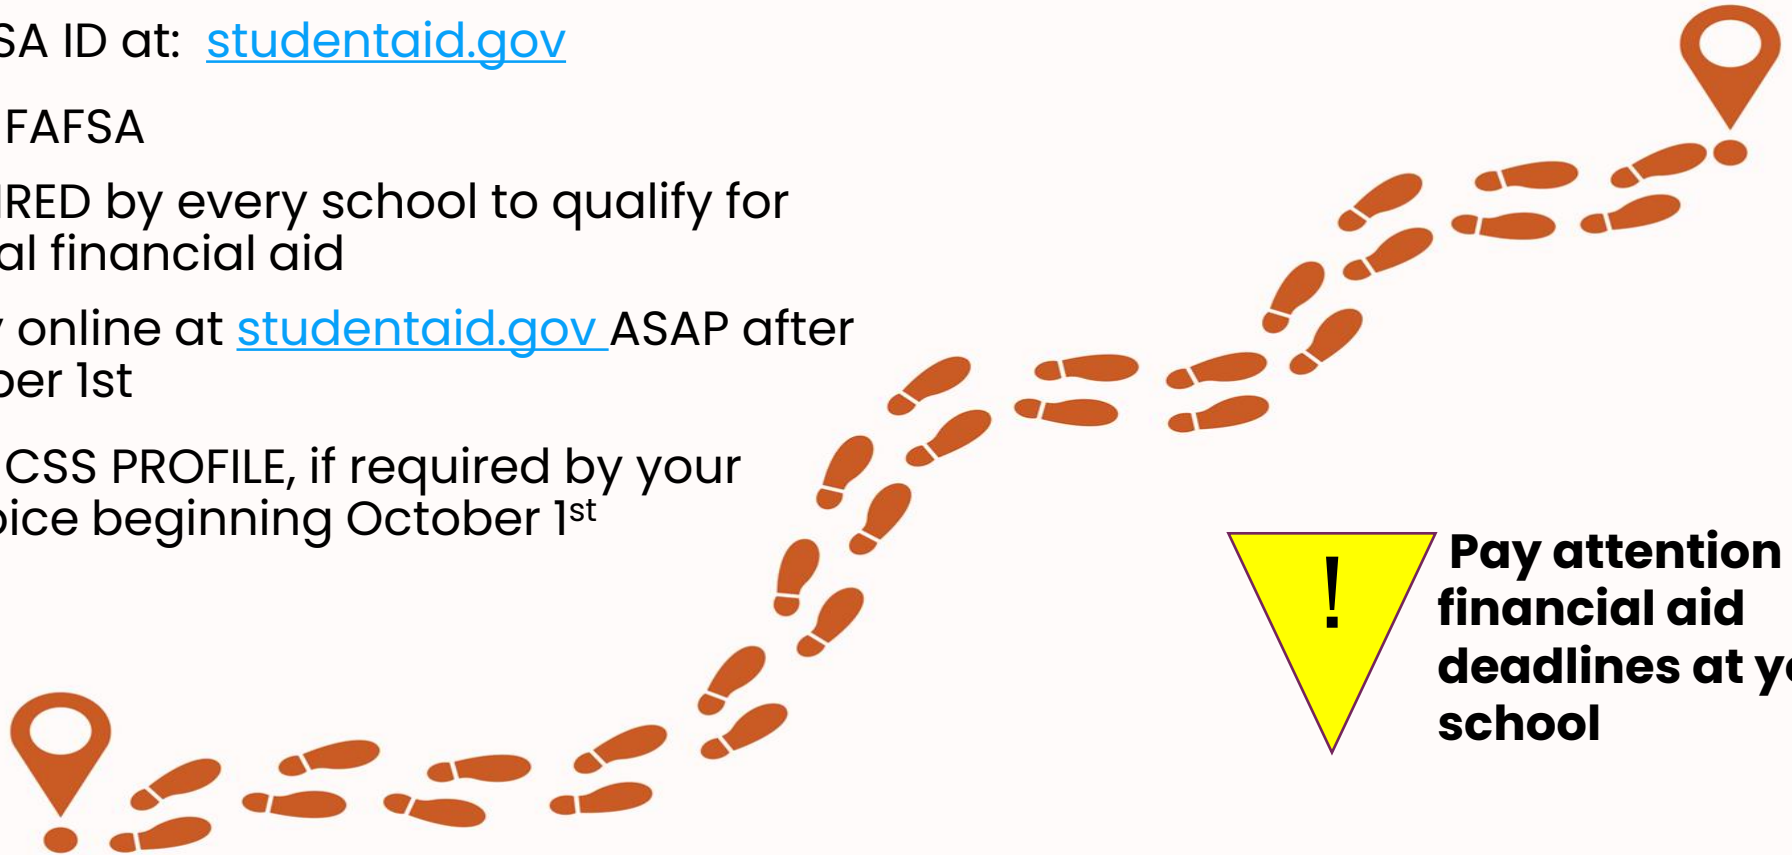 SA ID at: studentaid.gov
FAFSA
IRED by every school to qualify for
al financial aid
online at studentaid.gov ASAP after
ber 1st
CSS PROFILE, if required by your
oice beginning October 1st
! Pay attention
financial aid
deadlines at yo
school